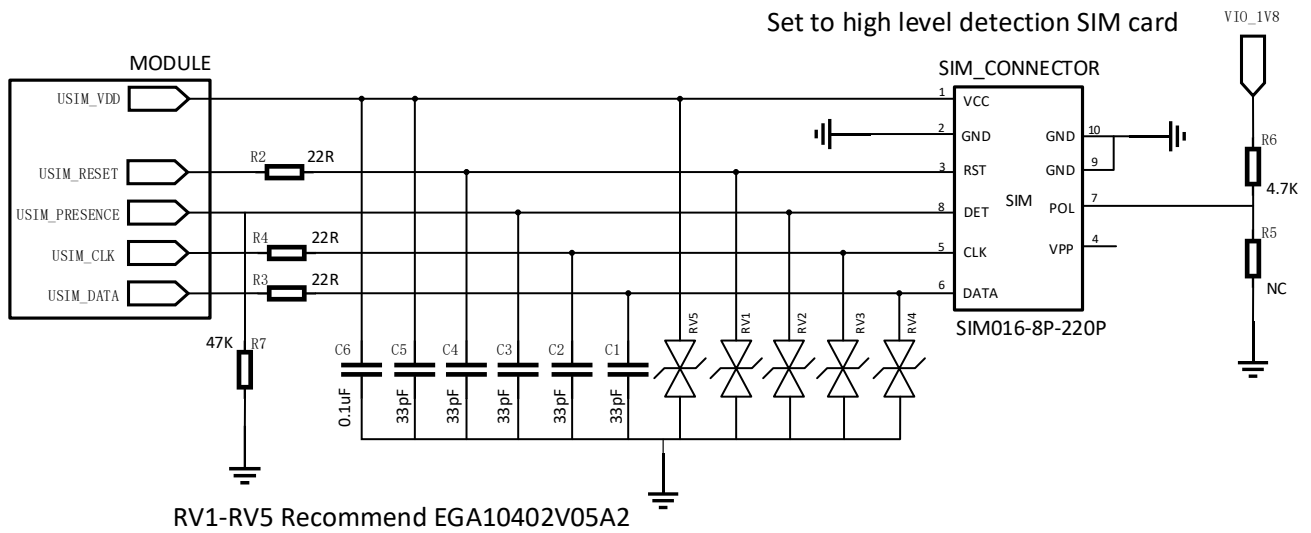 Set to high level detection SIM card
VIO_1V8
MODULE
SIM_CONNECTOR
USIM_VDD
1
VCC
2
GND
GND
10
R6
4.7K
R2
22R
USIM_RESET
3
RST
GND
9
SIM
USIM_PRESENCE
8
DET
POL
7
R4
22R
USIM_CLK
5
CLK
VPP
4
R5
NC
R3
22R
USIM_DATA
6
DATA
SIM016-8P-220P
47K
R7
C6
0.1uF
C5
33pF
C4
33pF
C3
33pF
C2
33pF
C1
33pF
RV5
RV1
RV2
RV3
RV4
RV1-RV5 Recommend EGA10402V05A2